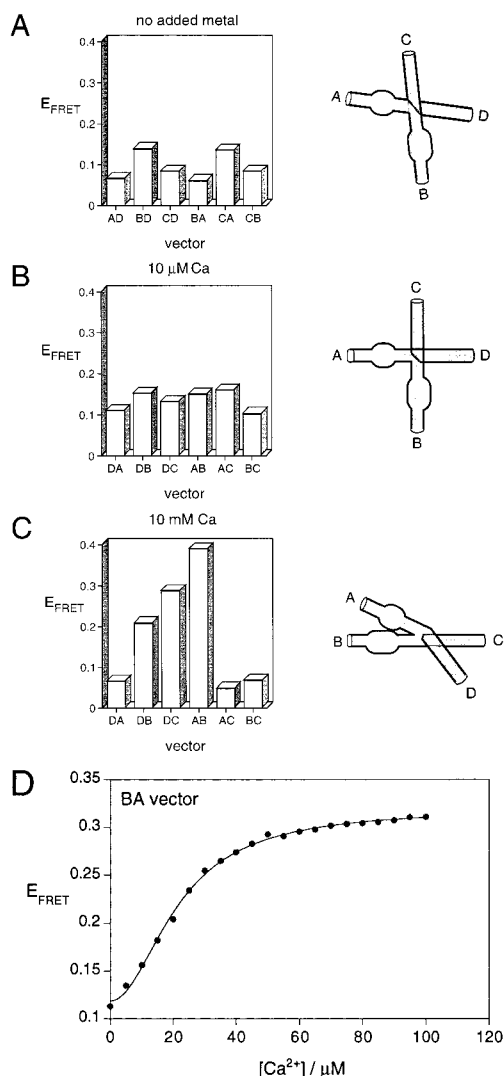 A
no added metal
0.4
0.3
EFRET
0.2
0.1
0
AD BD CD BA CA CB
vector
C
A
D
B
B
10 µM Ca
0.4
0.3
EFRET
0.2
0.1
0
DA DB DC AB AC BC
vector
C
A
D
B
C
10 mM Ca
0.4
0.3
EFRET
0.2
0.1
0
DA DB DC AB AC BC
vector
A
B
C
D
D
BA vector
0.35
0.3
0.25
EFRET
0.2
0.15
0.1
0 20 40 60 80 100 120
[Ca2+] / µM